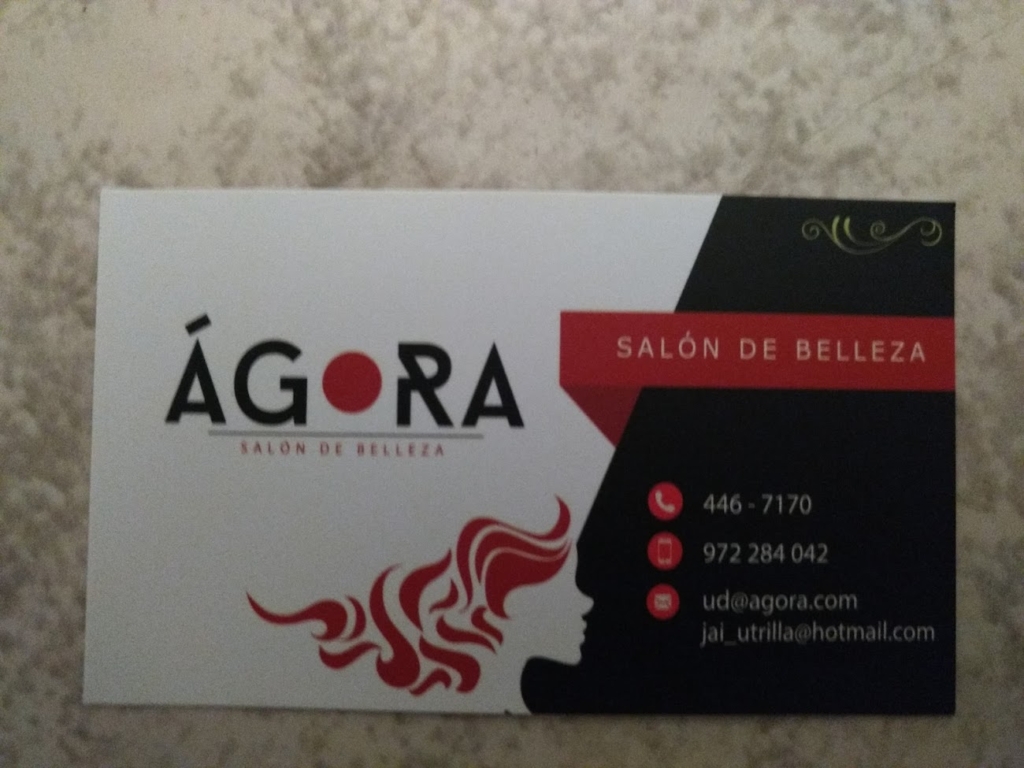 ÁGORA
SALÓN DE BELLEZA
SALÓN DE BELLEZA
446 - 7170
972 284 042
ud@agora.com
jai_utrilla@hotmail.com